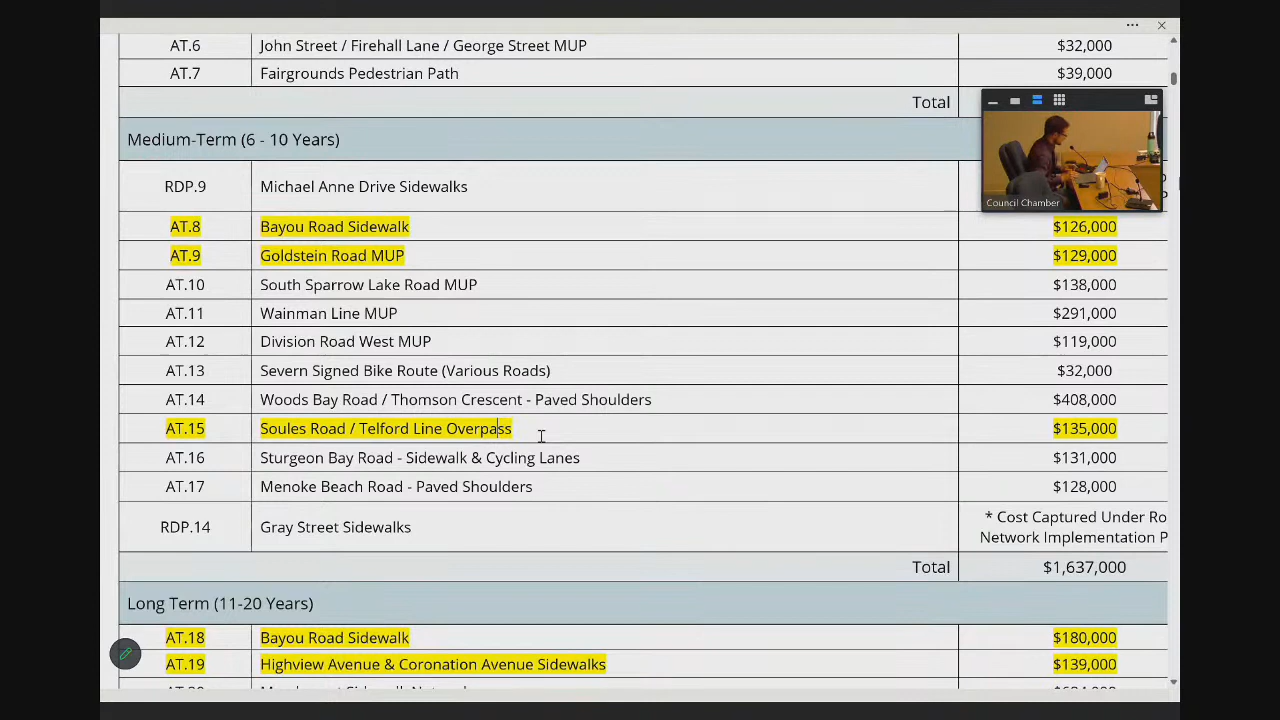 AT.6 John Street / Firehall Lane / George Street MUP $32,000
AT.7 Fairgrounds Pedestrian Path $39,000
Total
Medium-Term (6 - 10 Years)
RDP.9 Michael Anne Drive Sidewalks
Council Chamber
AT.8 Bayou Road Sidewalk $126,000
AT.9 Goldstein Road MUP $129,000
AT.10 South Sparrow Lake Road MUP $138,000
AT.11 Wainman Line MUP $291,000
AT.12 Division Road West MUP $119,000
AT.13 Severn Signed Bike Route (Various Roads) $32,000
AT.14 Woods Bay Road / Thomson Crescent - Paved Shoulders $408,000
AT.15 Soules Road / Telford Line Overpass $135,000
AT.16 Sturgeon Bay Road - Sidewalk & Cycling Lanes $131,000
AT.17 Menoke Beach Road - Paved Shoulders $128,000
RDP.14 Gray Street Sidewalks * Cost Captured Under Ro
Network Implementation P
Total $1,637,000
Long Term (11-20 Years)
AT.18 Bayou Road Sidewalk $180,000
AT.19 Highview Avenue & Coronation Avenue Sidewalks $139,000